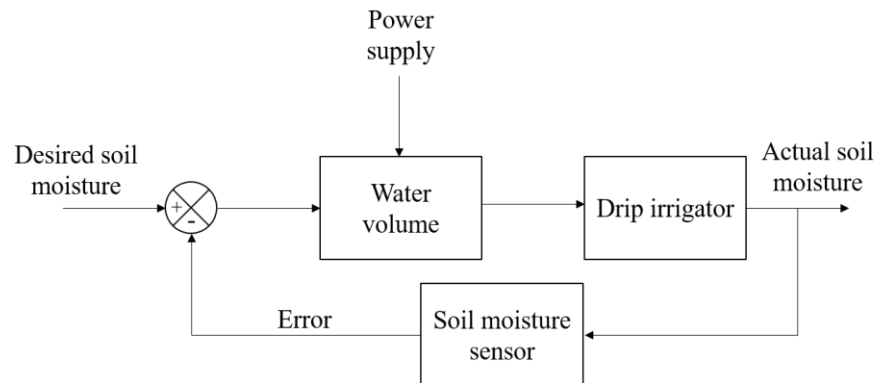 Power
supply
Desired soil
moisture
+
-
Water
volume
Drip irrigator
Actual soil
moisture
Error
Soil moisture
sensor